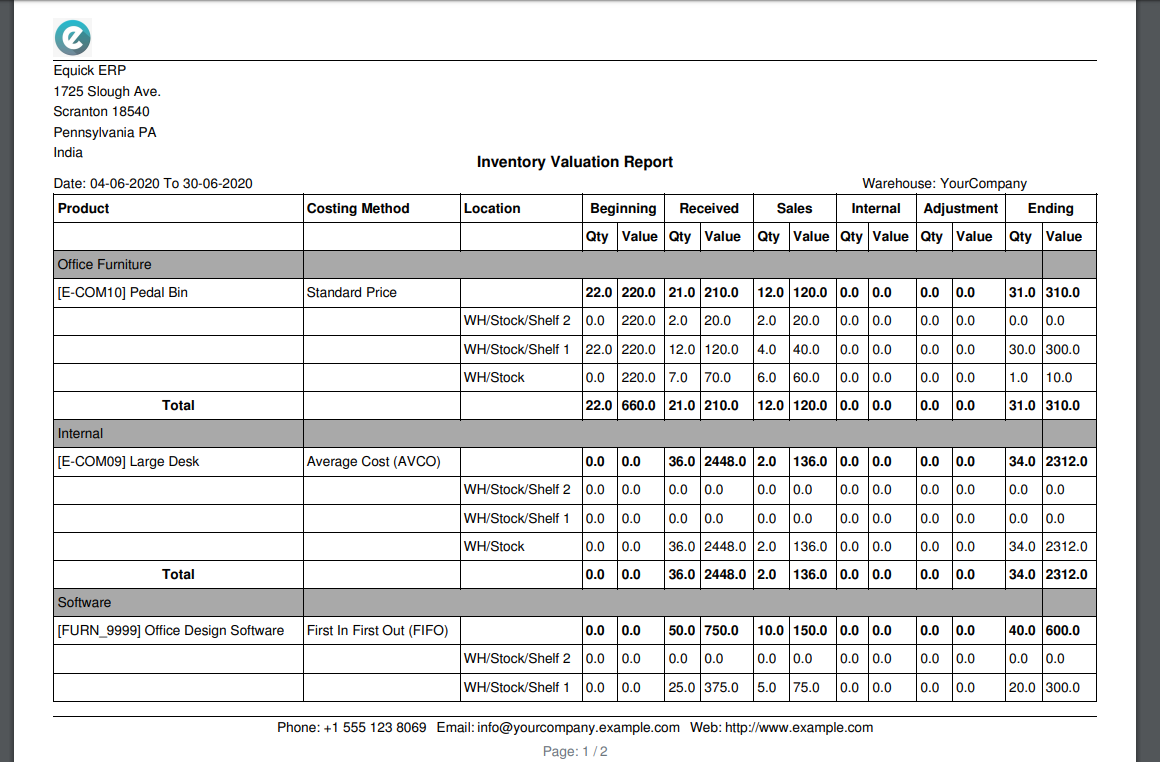 Equick ERP
1725 Slough Ave.
Scranton 18540
Pennsylvania PA
India
Inventory Valuation Report
Date: 04-06-2020 To 30-06-2020 Warehouse: YourCompany
Product Costing Method Location Beginning Received Sales Internal Adjustment Ending
Qty Value Qty Value Qty Value Qty Value Qty Value Qty Value
Office Furniture
[E-COM10] Pedal Bin Standard Price 22.0 220.0 21.0 210.0 12.0 120.0 0.0 0.0 0.0 0.0 31.0 310.0
WH/Stock/Shelf 2 0.0 220.0 2.0 20.0 2.0 20.0 0.0 0.0 0.0 0.0 0.0 0.0
WH/Stock/Shelf 1 22.0 220.0 12.0 120.0 4.0 40.0 0.0 0.0 0.0 0.0 30.0 300.0
WH/Stock 0.0 220.0 7.0 70.0 6.0 60.0 0.0 0.0 0.0 0.0 1.0 10.0
Total 22.0 660.0 21.0 210.0 12.0 120.0 0.0 0.0 0.0 0.0 31.0 310.0
Internal
[E-COM09] Large Desk Average Cost (AVCO) 0.0 0.0 36.0 2448.0 2.0 136.0 0.0 0.0 0.0 0.0 34.0 2312.0
WH/Stock/Shelf 2 0.0 0.0 0.0 0.0 0.0 0.0 0.0 0.0 0.0 0.0 0.0 0.0
WH/Stock/Shelf 1 0.0 0.0 0.0 0.0 0.0 0.0 0.0 0.0 0.0 0.0 0.0 0.0
WH/Stock 0.0 0.0 36.0 2448.0 2.0 136.0 0.0 0.0 0.0 0.0 34.0 2312.0
Total 0.0 0.0 36.0 2448.0 2.0 136.0 0.0 0.0 0.0 0.0 34.0 2312.0
Software
[FURN_9999] Office Design Software First In First Out (FIFO) 0.0 0.0 50.0 750.0 10.0 150.0 0.0 0.0 0.0 0.0 40.0 600.0
WH/Stock/Shelf 2 0.0 0.0 0.0 0.0 0.0 0.0 0.0 0.0 0.0 0.0 0.0 0.0
WH/Stock/Shelf 1 0.0 0.0 25.0 375.0 5.0 75.0 0.0 0.0 0.0 0.0 20.0 300.0
Phone: +1 555 123 8069 Email: info@yourcompany.example.com Web: http://www.example.com
Page: 1 / 2